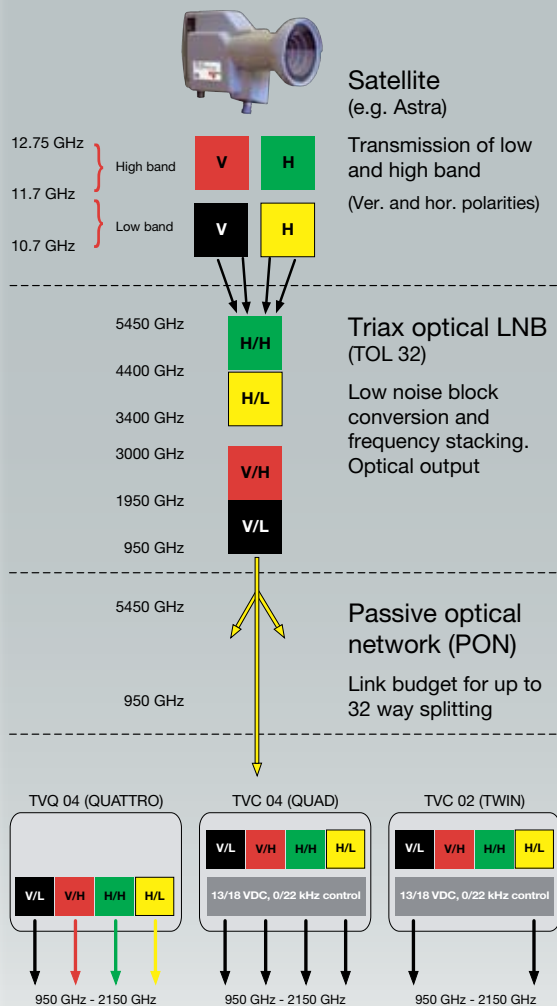 Satellite
(e.g. Astra)
Transmission of low
and high band
(Ver. and hor. polarities)
12.75 GHz
High band
V
H
11.7 GHz
Low band
V
H
10.7 GHz
Triax optical LNB
(TOL 32)
Low noise block
conversion and
frequency stacking.
Optical output
5450 GHz
H/H
4400 GHz
H/L
3400 GHz
3000 GHz
V/H
1950 GHz
V/L
950 GHz
5450 GHz
Passive optical
network (PON)
Link budget for up to
32 way splitting
950 GHz
TVQ 04 (QUATTRO)
V/L V/H H/H H/L
950 GHz - 2150 GHz
TVC 04 (QUAD)
V/L V/H H/H H/L
13/18 VDC, 0/22 kHz control
950 GHz - 2150 GHz
TVC 02 (TWIN)
V/L V/H H/H H/L
13/18 VDC, 0/22 kHz control
950 GHz - 2150 GHz